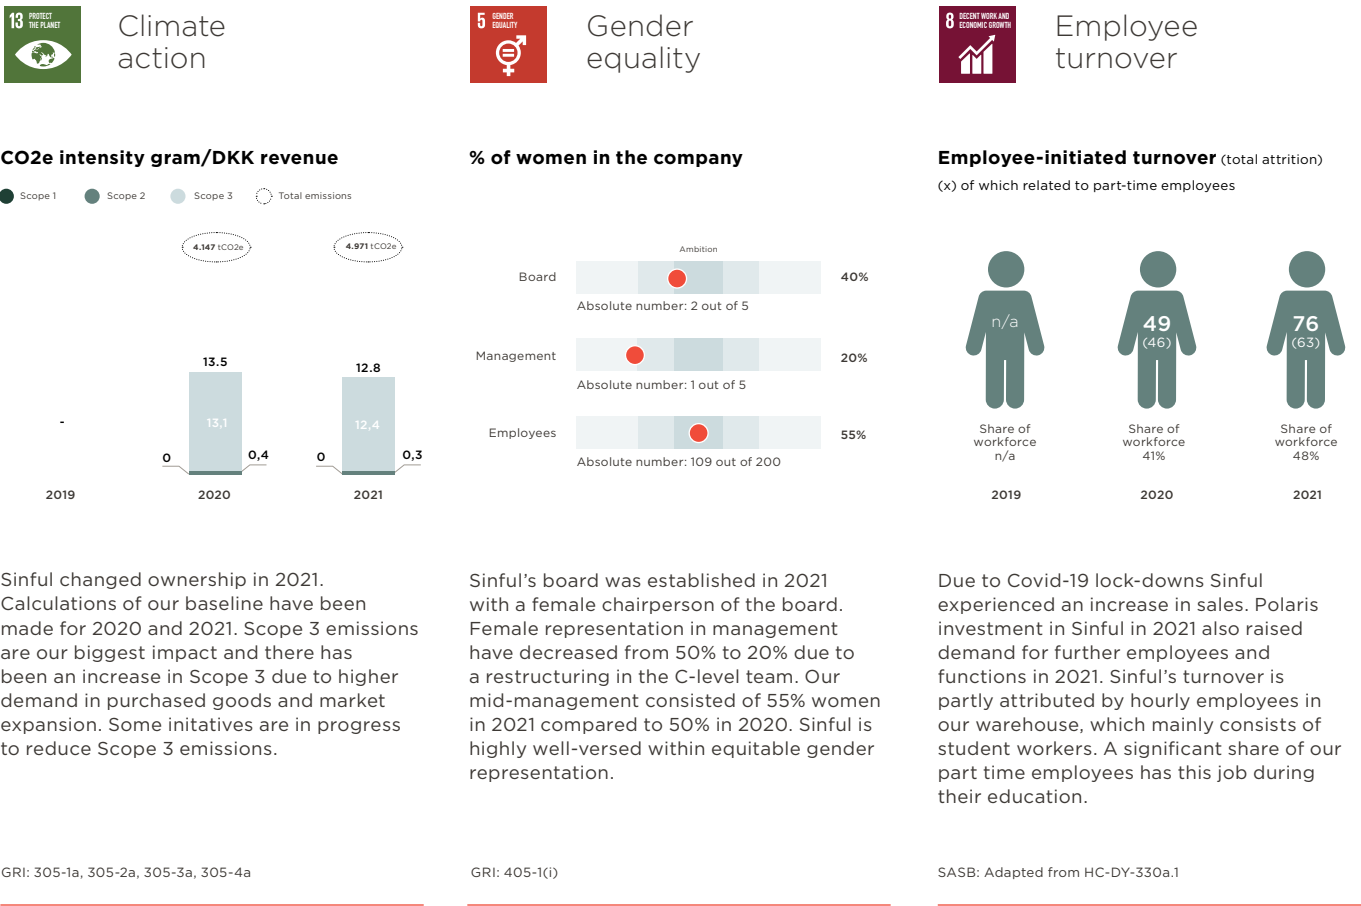 13 PROTECT
THE PLANET
Climate
action
CO2e intensity gram/DKK revenue
Scope 1 Scope 2 Scope 3 Total emissions
4.147 tCO2e 4.971 tCO2e
13.5 12.8
- 13,1 12,4
0 0,4 0 0,3
2019 2020 2021
Sinful changed ownership in 2021.
Calculations of our baseline have been
made for 2020 and 2021. Scope 3 emissions
are our biggest impact and there has
been an increase in Scope 3 due to higher
demand in purchased goods and market
expansion. Some initatives are in progress
to reduce Scope 3 emissions.
GRI: 305-1a, 305-2a, 305-3a, 305-4a
5 GENDER
EQUALITY
Gender
equality
% of women in the company
Ambition
Board 40%
Absolute number: 2 out of 5
Management 20%
Absolute number: 1 out of 5
Employees 55%
Absolute number: 109 out of 200
Sinful’s board was established in 2021
with a female chairperson of the board.
Female representation in management
have decreased from 50% to 20% due to
a restructuring in the C-level team. Our
mid-management consisted of 55% women
in 2021 compared to 50% in 2020. Sinful is
highly well-versed within equitable gender
representation.
GRI: 405-1(i)
8 DECENT WORK AND
ECONOMIC GROWTH
Employee
turnover
Employee-initiated turnover (total attrition)
(x) of which related to part-time employees
n/a 49 76
(46) (63)
Share of Share of Share of
workforce workforce workforce
n/a 41% 48%
2019 2020 2021
Due to Covid-19 lock-downs Sinful
experienced an increase in sales. Polaris
investment in Sinful in 2021 also raised
demand for further employees and
functions in 2021. Sinful’s turnover is
partly attributed by hourly employees in
our warehouse, which mainly consists of
student workers. A significant share of our
part time employees has this job during
their education.
SASB: Adapted from HC-DY-330a.1